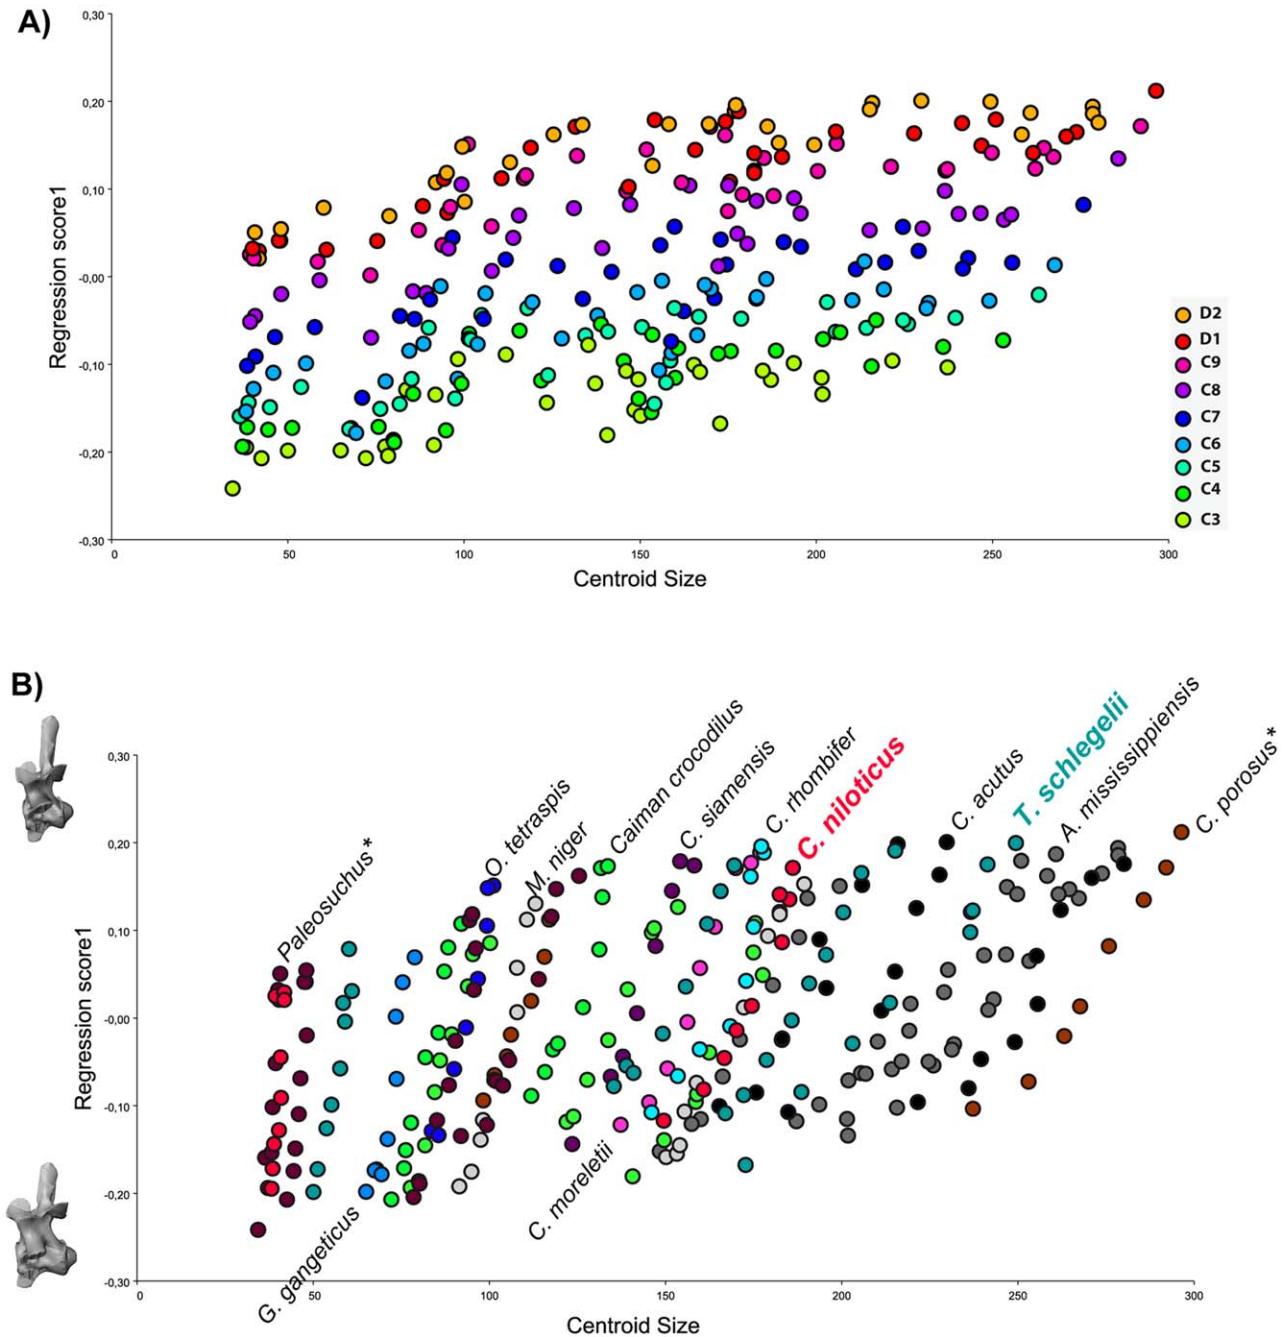 A)
0,30
0,20
0,10
-0,00
-0,10
-0,20
-0,30
Regression score1
0
50
100
150
200
250
300
Centroid Size
D2
D1
C9
C8
C7
C6
C5
C4
C3
B)
0,30
0,20
0,10
-0,00
-0,10
-0,20
-0,30
Regression score1
Paleosuchus *
G. gangeticus
O. tetraspis
M. niger
Caiman crocodilus
C. moreletii
C. siamensis
C. rhombifer
C. niloticus
C. acutus
T. schlegelii
A. mississippiensis
C. porosus *
0
50
100
150
200
250
300
Centroid Size